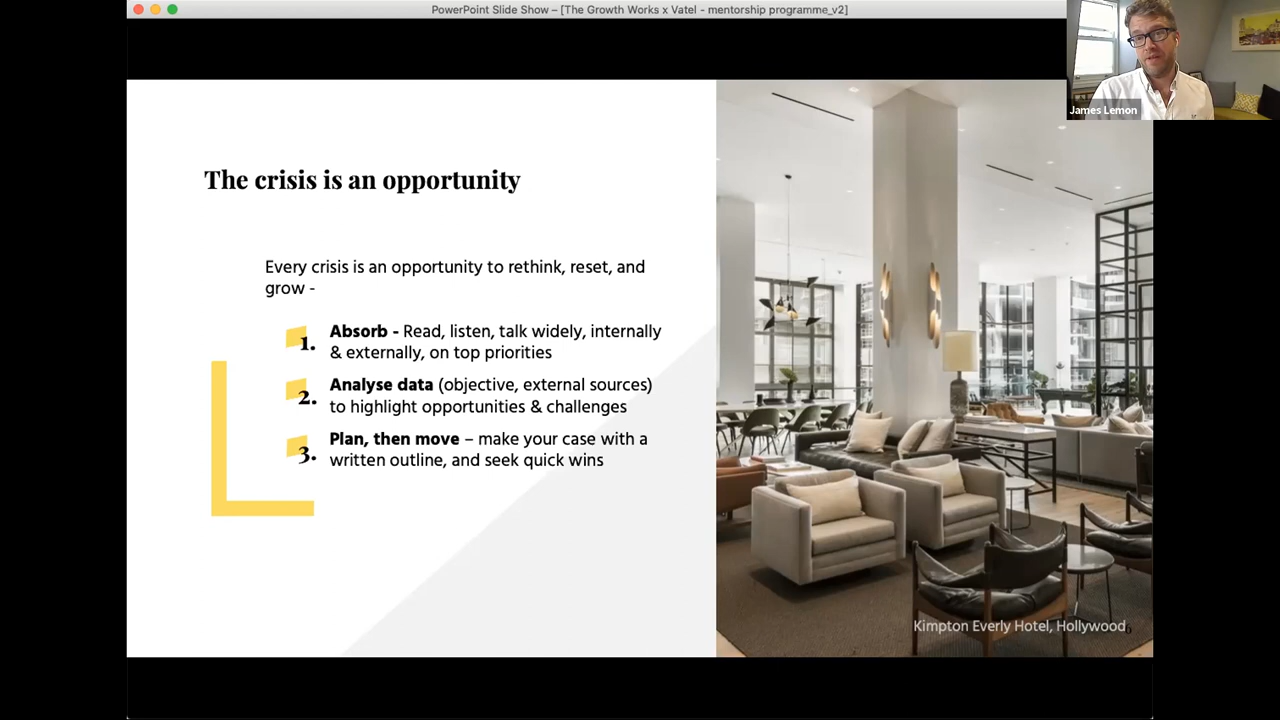 PowerPoint Slide Show – [The Growth Works x Vatel - mentorship programme_v2]
James Lemon
The crisis is an opportunity
Every crisis is an opportunity to rethink, reset, and
grow -
1. Absorb - Read, listen, talk widely, internally
& externally, on top priorities
2. Analyse data (objective, external sources)
to highlight opportunities & challenges
3. Plan, then move – make your case with a
written outline, and seek quick wins
Kimpton Everly Hotel, Hollywood